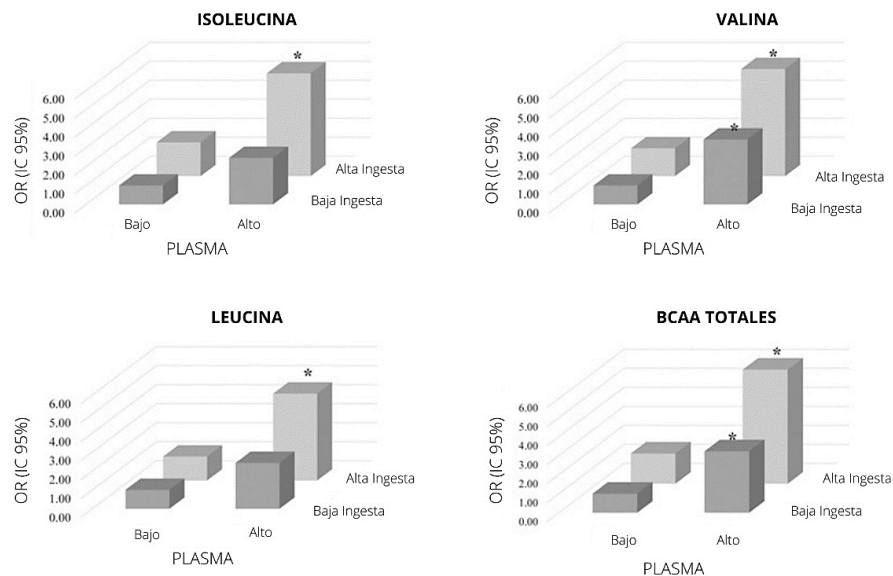 ISOLEUCINA
*
6.00
5.00
4.00
3.00
2.00
1.00
0.00
OR (IC 95%)
Alta Ingesta
Baja Ingesta
Bajo
Alto
PLASMA
VALINA
*
*
6.00
5.00
4.00
3.00
2.00
1.00
0.00
OR (IC 95%)
Alta Ingesta
Baja Ingesta
Bajo
Alto
PLASMA
LEUCINA
*
6.00
5.00
4.00
3.00
2.00
1.00
0.00
OR (IC 95%)
Alta Ingesta
Baja Ingesta
Bajo
Alto
PLASMA
BCAA TOTALES
*
*
6.00
5.00
4.00
3.00
2.00
1.00
0.00
OR (IC 95%)
Alta Ingesta
Baja Ingesta
Bajo
Alto
PLASMA